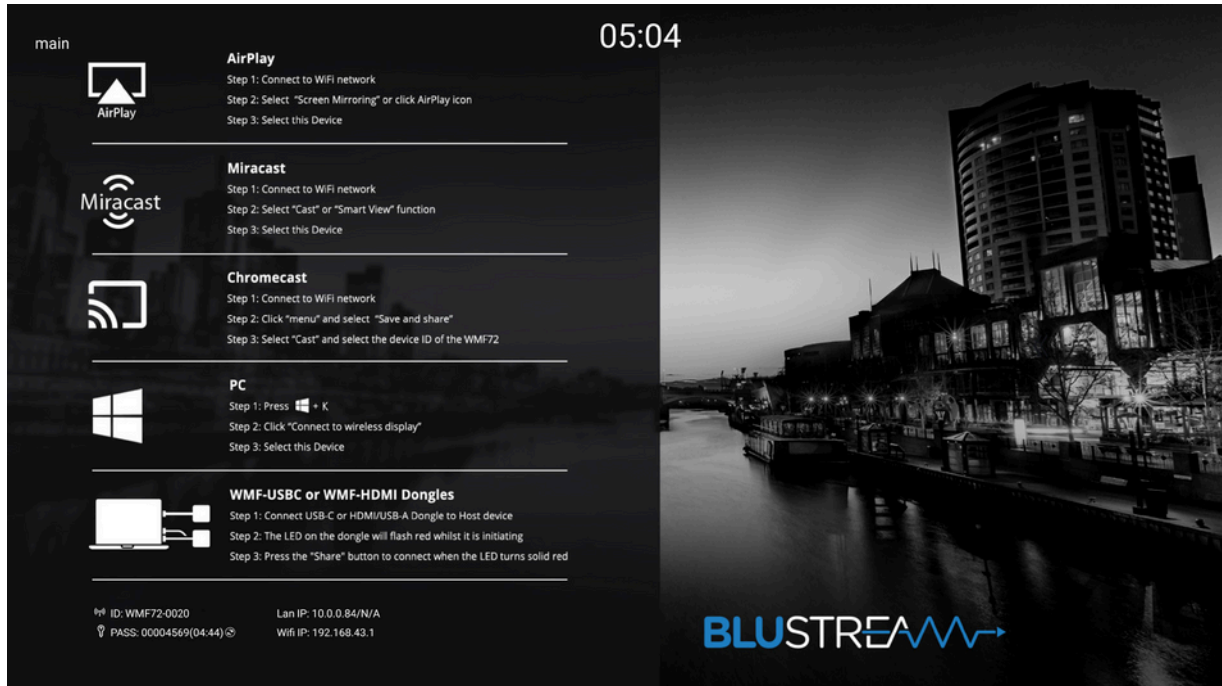 05:04
main
AirPlay
AirPlay
Step 1: Connect to WiFi network
Step 2: Select "Screen Mirroring" or click AirPlay icon
Step 3: Select this Device
Miracast
Miracast
Step 1: Connect to WiFi network
Step 2: Select “Cast” or “Smart View” function
Step 3: Select this Device
Chromecast
Step 1: Connect to WiFi network
Step 2: Click “menu” and select “Save and share”
Step 3: Select “Cast” and select the device ID of the WMF72
PC
Step 1: Press + K
Step 2: Click “Connect to wireless display”
Step 3: Select this Device
WMF-USBC or WMF-HDMI Dongles
Step 1: Connect USB-C or HDMI/USB-A Dongle to Host device
Step 2: The LED on the dongle will flash red whilst it is initiating
Step 3: Press the "Share" button to connect when the LED turns solid red
ID: WMF72-0020
PASS: 00004569(04:44)
Lan IP: 10.0.0.84/N/A
Wifi IP: 192.168.43.1
BLUSTREAM